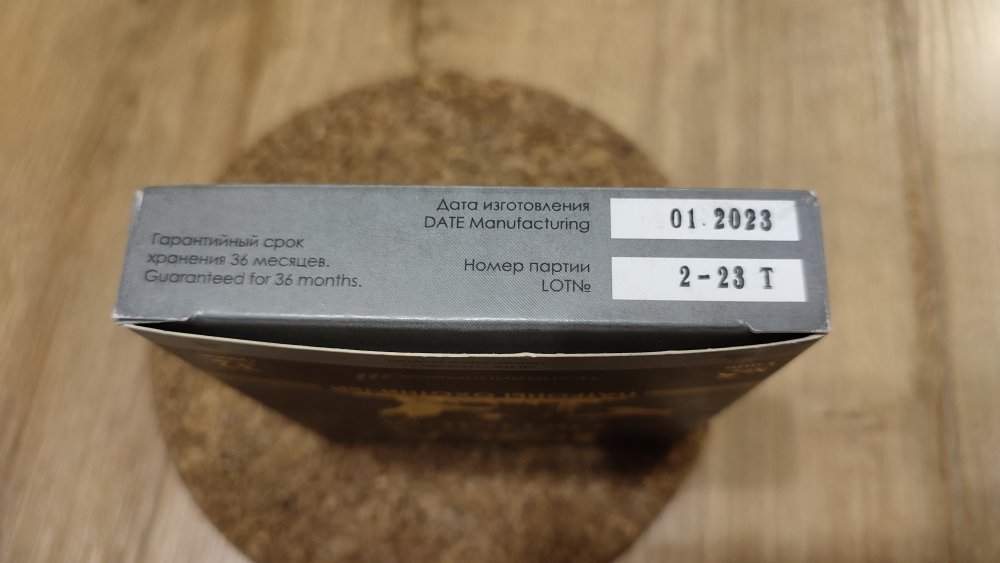 Дата изготовления
DATE Manufacturing
01.2023
Гарантийный срок
хранения 36 месяцев.
Guaranteed for 36 months.
Номер партии
LOT№
2-23 T